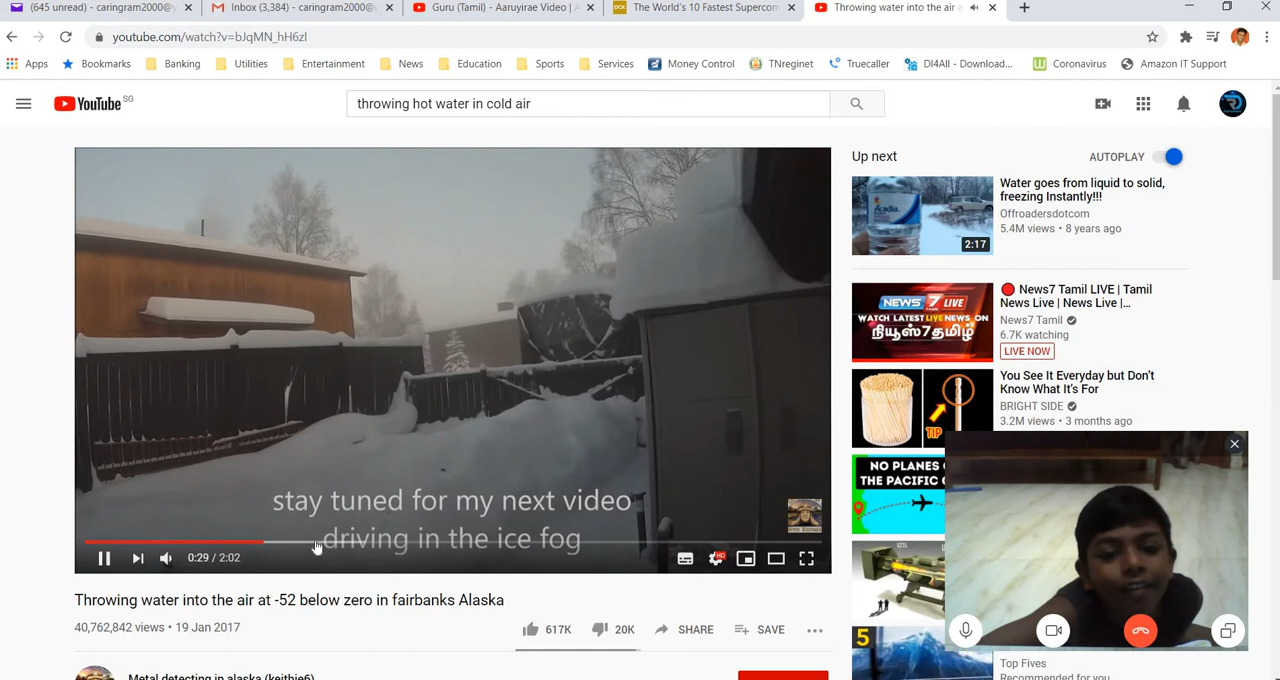 (645 unread) - caringram2000@
Inbox (3,384) - caringram2000@
Guru (Tamil) - Aaruyirae Video | A
DCK
The World's 10 Fastest Supercom
Throwing water into the air a
youtube.com/watch?v=bJqMN_hH6zI
Apps
Bookmarks
Banking
Utilities
Entertainment
News
Education
Sports
Services
Money Control
TNreginet
Truecaller
DI4All - Download...
Coronavirus
Amazon IT Support
YouTube SG
throwing hot water in cold air
stay tuned for my next video
driving in the ice fog
0:29 / 2:02
HD
Throwing water into the air at -52 below zero in fairbanks Alaska
40,762,842 views • 19 Jan 2017
617K
20K
SHARE
SAVE
Metal detecting in alaska (keithie6)
Up next
AUTOPLAY
Acadia
2:17
Water goes from liquid to solid,
freezing Instantly!!!
Offroadersdotcom
5.4M views • 8 years ago
NEWS 7 LIVE
WATCH LATEST LIVE NEWS ON
நியூஸ்7தமிழ்
News7 Tamil LIVE | Tamil
News Live | News Live |...
News7 Tamil
6.7K watching
LIVE NOW
TIP
You See It Everyday but Don't
Know What It's For
BRIGHT SIDE
3.2M views • 3 months ago
NO PLANES
THE PACIFIC
5
Top Fives
Recommended for you